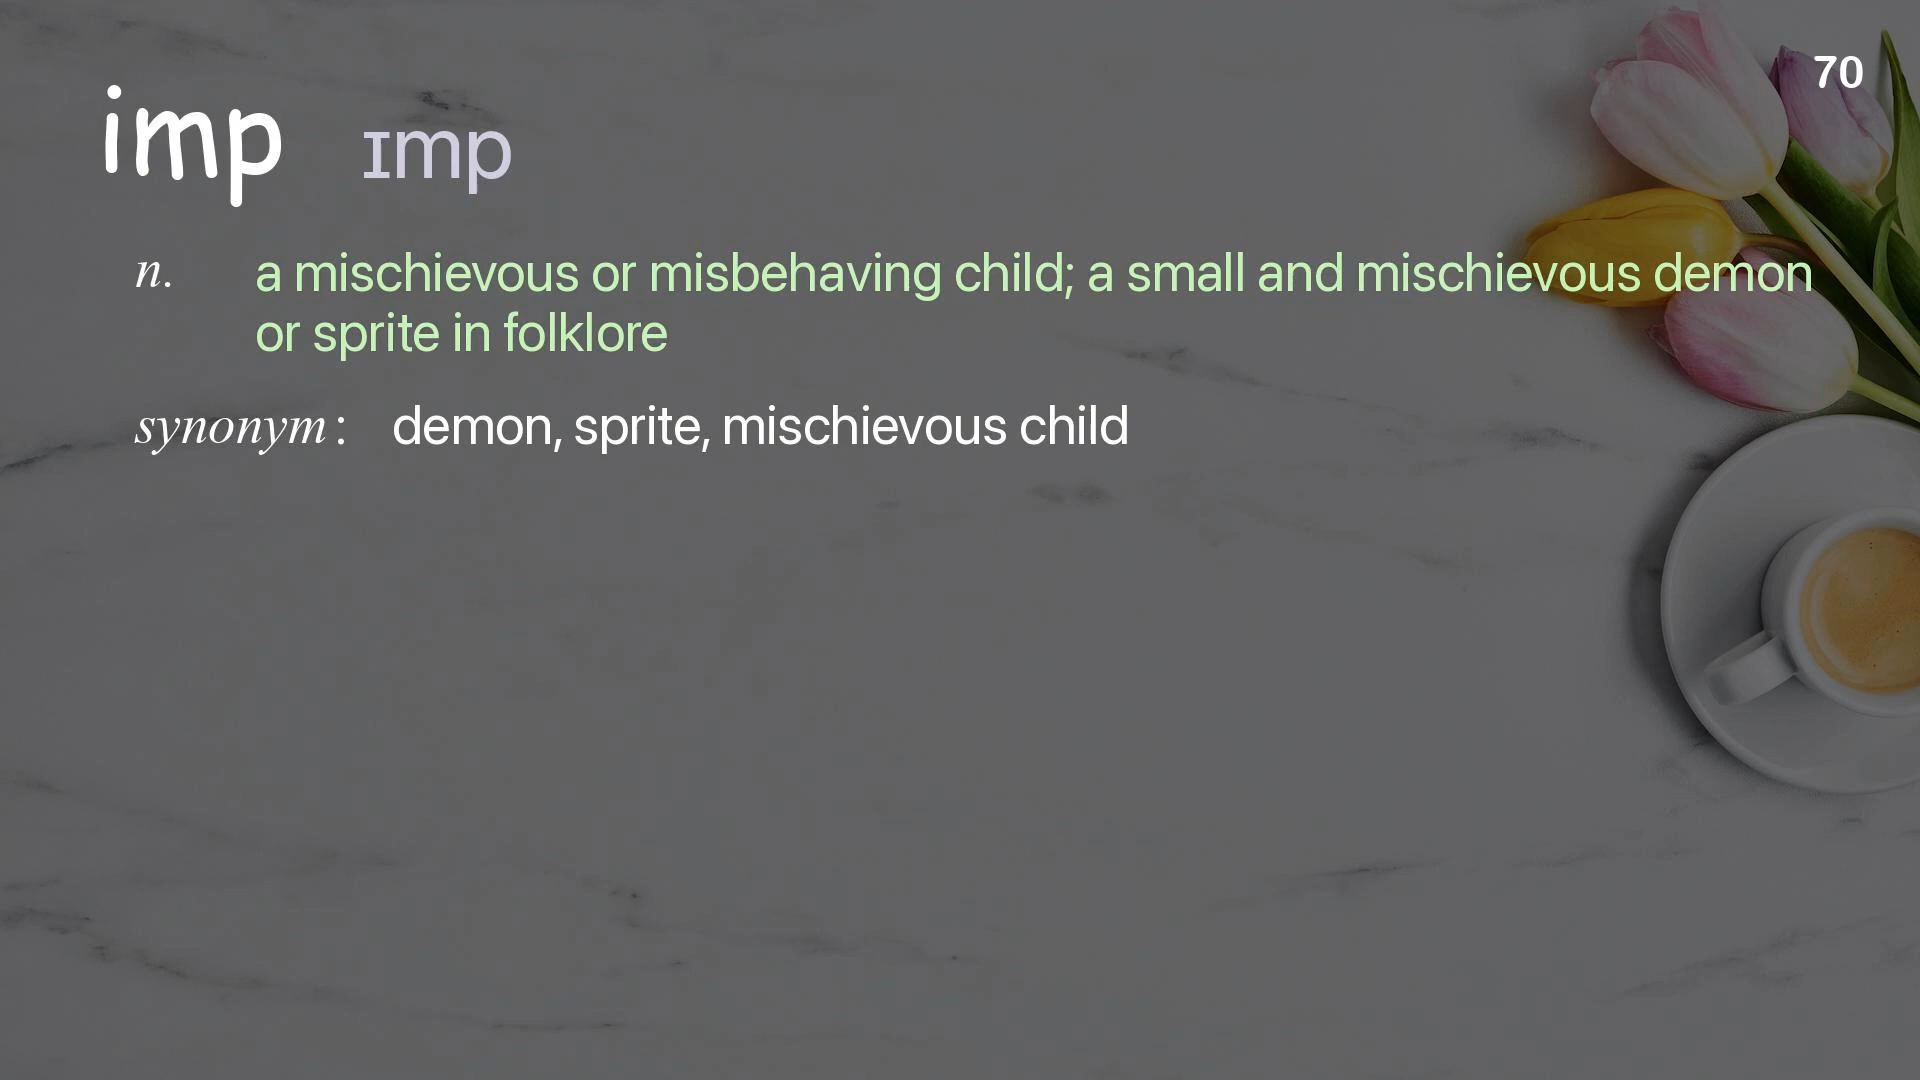 70
imp ɪmp
n. a mischievous or misbehaving child; a small and mischievous demon
or sprite in folklore
synonym: demon, sprite, mischievous child